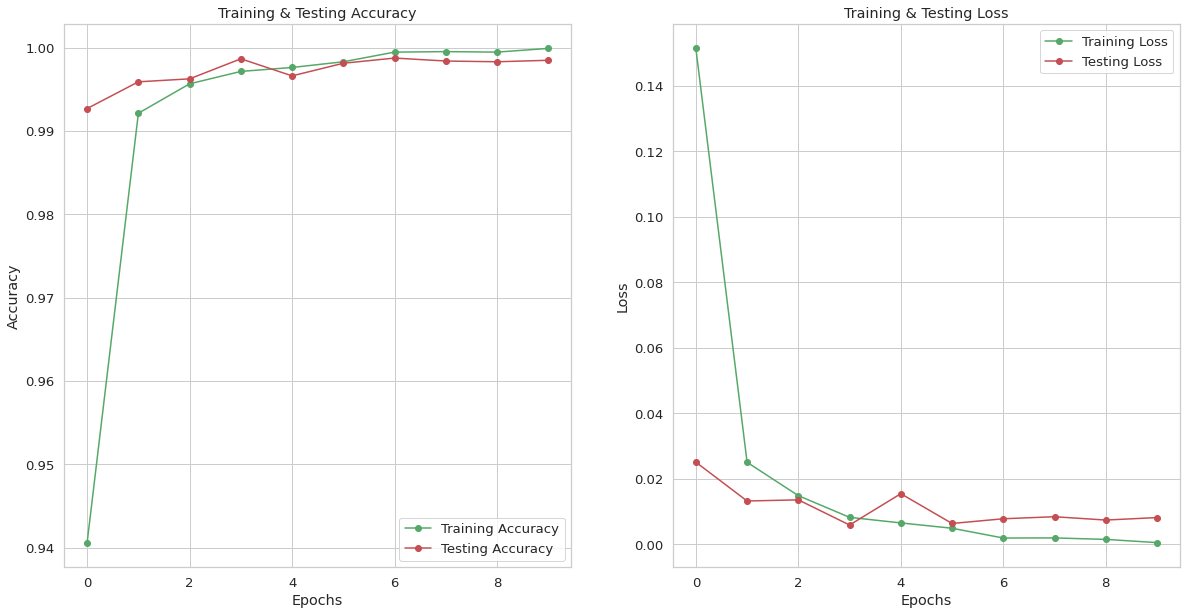 Training & Testing Accuracy
1.00
0.99
0.98
0.97
0.96
0.95
0.94
Accuracy
0 2 4 6 8
Epochs
Training Accuracy
Testing Accuracy
Training & Testing Loss
0.14
0.12
0.10
0.08
0.06
0.04
0.02
0.00
Loss
0 2 4 6 8
Epochs
Training Loss
Testing Loss